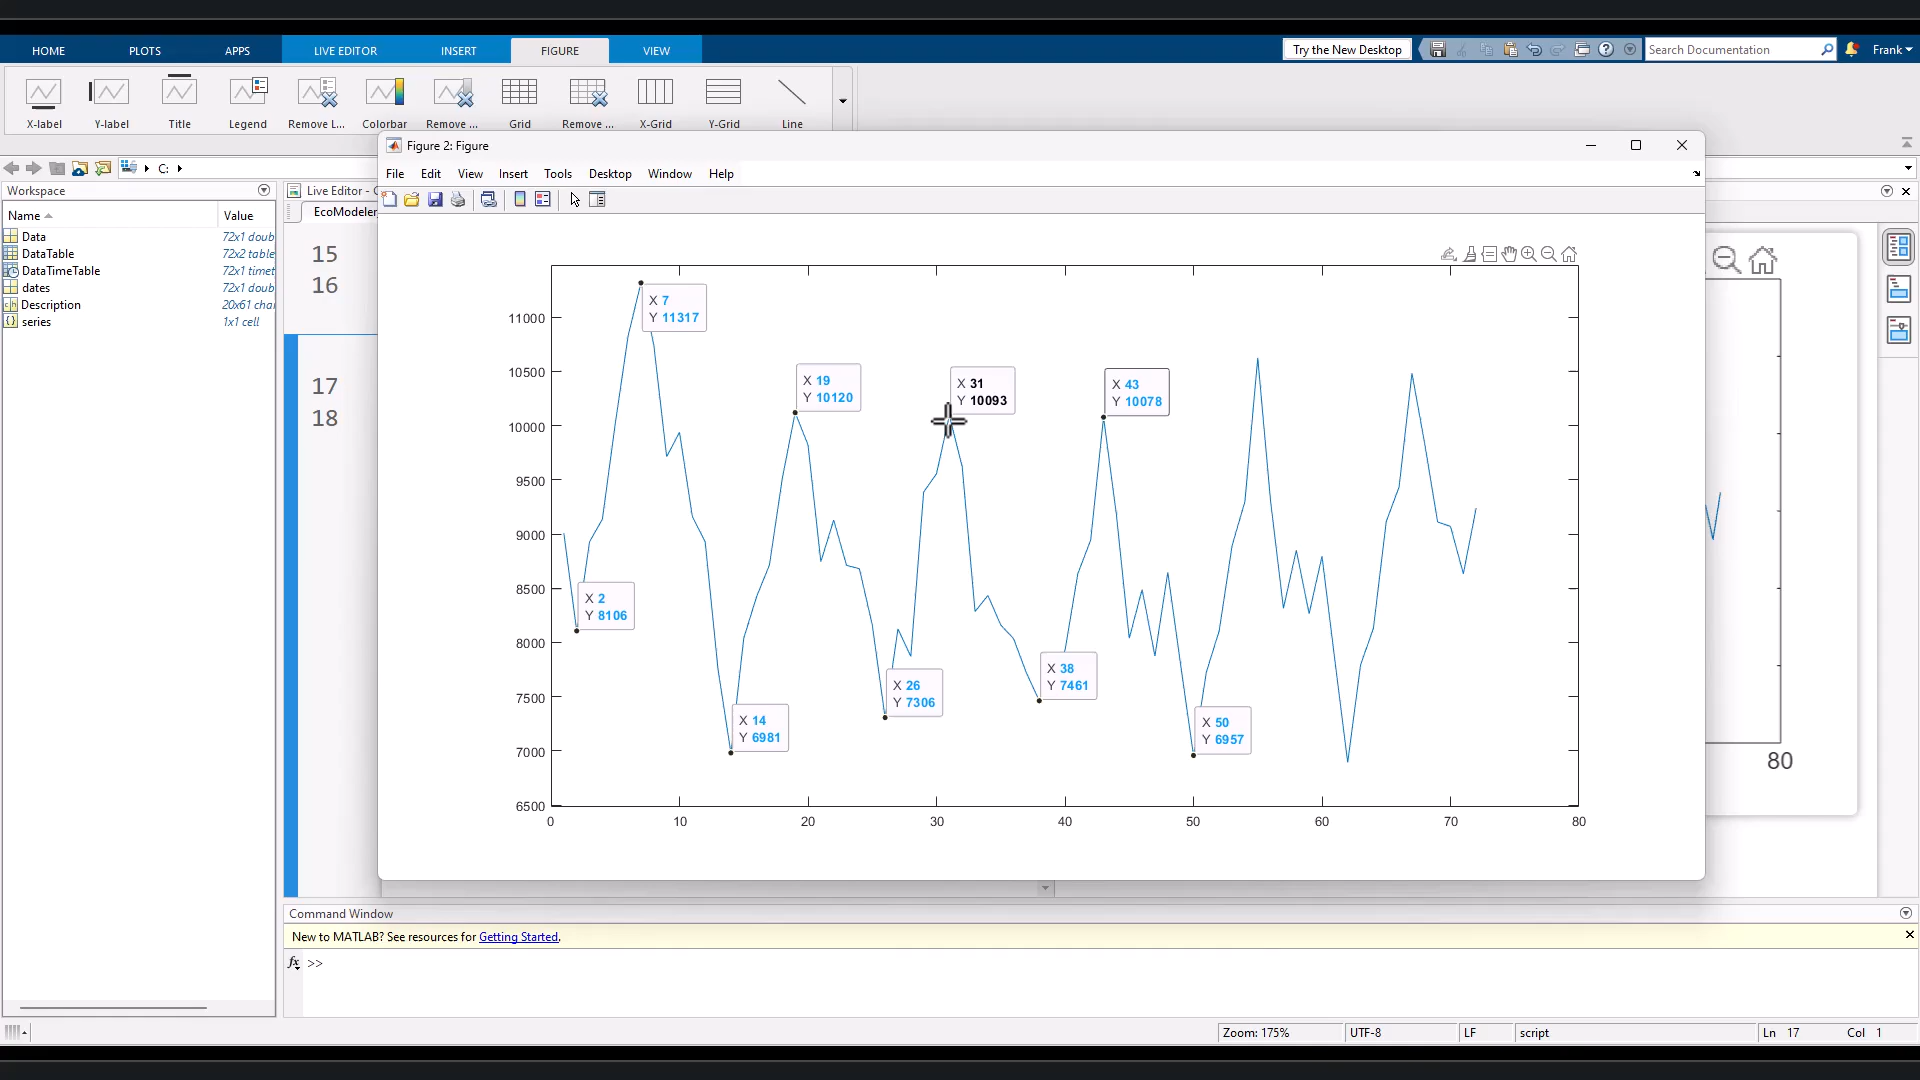 HOME PLOTS APPS LIVE EDITOR INSERT FIGURE VIEW Try the New Desktop Search Documentation Frank
X-label Y-label Title Legend Remove L... Colorbar Remove ... Grid Remove ... X-Grid Y-Grid Line
C:
Workspace
Name Value
Data 72x1 doub
DataTable 72x2 table
DataTimeTable 72x1 timet
dates 72x1 doub
Description 20x61 cha
series 1x1 cell
Live Editor - C
EcoModeler
15
16
17
18
Figure 2: Figure
File Edit View Insert Tools Desktop Window Help
11000
10500
10000
9500
9000
8500
8000
7500
7000
6500
0 10 20 30 40 50 60 70 80
X 7
Y 11317
X 19
Y 10120
X 31
Y 10093
X 43
Y 10078
X 2
Y 8106
X 14
Y 6981
X 26
Y 7306
X 38
Y 7461
X 50
Y 6957
80
Command Window
New to MATLAB? See resources for Getting Started.
fx >>
Zoom: 175% UTF-8 LF script Ln 17 Col 1